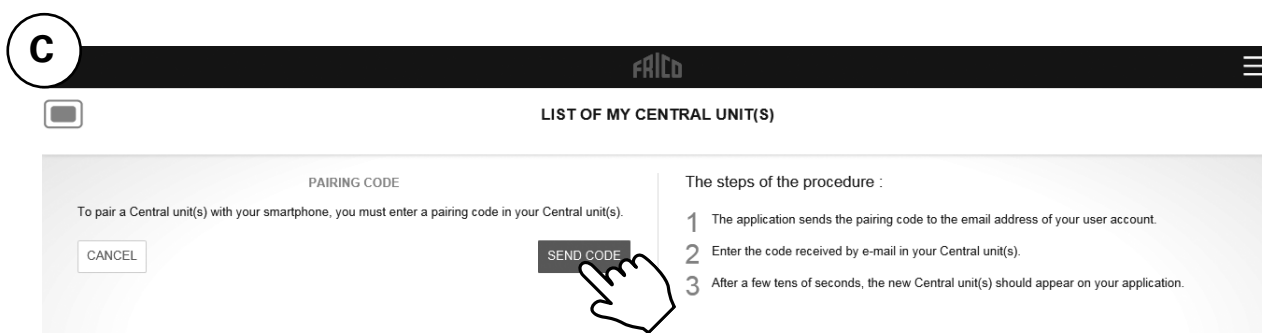 C
FRICO
LIST OF MY CENTRAL UNIT(S)
PAIRING CODE
To pair a Central unit(s) with your smartphone, you must enter a pairing code in your Central unit(s).
CANCEL
SEND CODE
The steps of the procedure :
1 The application sends the pairing code to the email address of your user account.
2 Enter the code received by e-mail in your Central unit(s).
3 After a few tens of seconds, the new Central unit(s) should appear on your application.